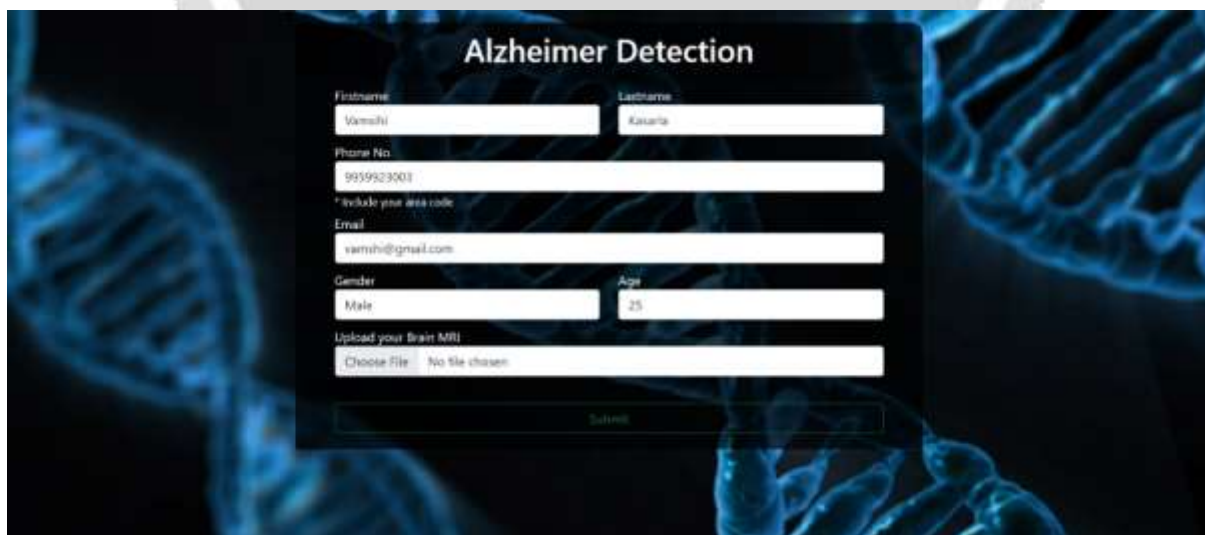 Alzheimer Detection
Firstname Lastname
Vamsihi Kasarla
Phone No
9959923003
* Include your area code
Email
vamshi@gmail.com
Gender Age
Male 25
Upload your Brain MRI
Choose File No file chosen
Submit